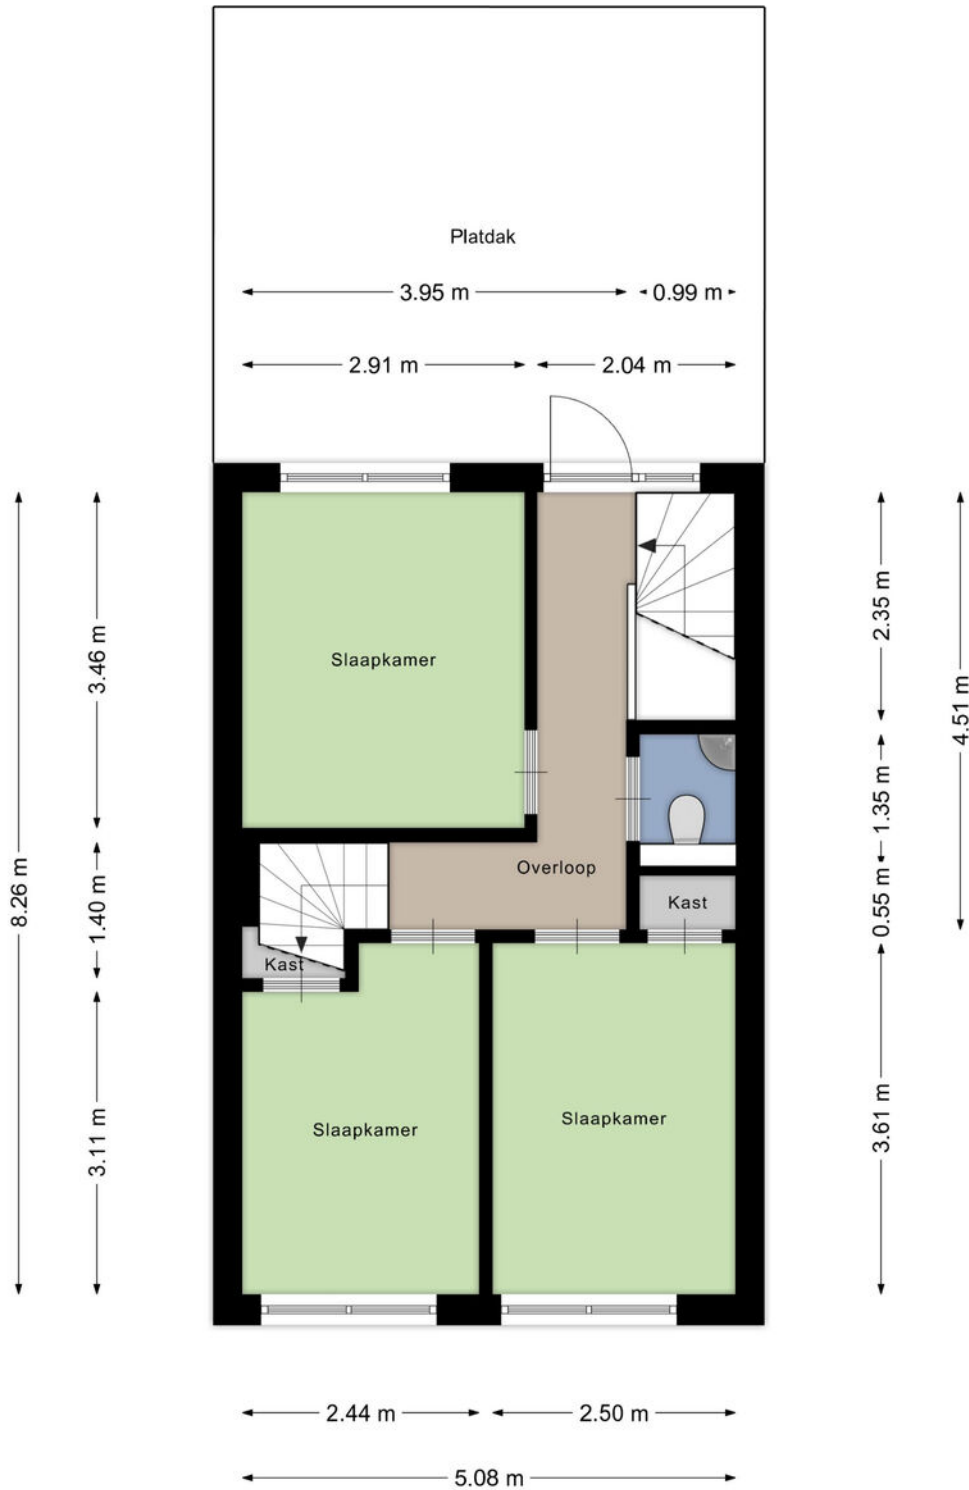 Platdak
3.95 m
0.99 m
2.91 m
2.04 m
8.26 m
3.46 m
1.40 m
3.11 m
Slaapkamer
Overloop
Kast
Kast
Slaapkamer
Slaapkamer
2.35 m
1.35 m
0.55 m
3.61 m
4.51 m
2.44 m
2.50 m
5.08 m